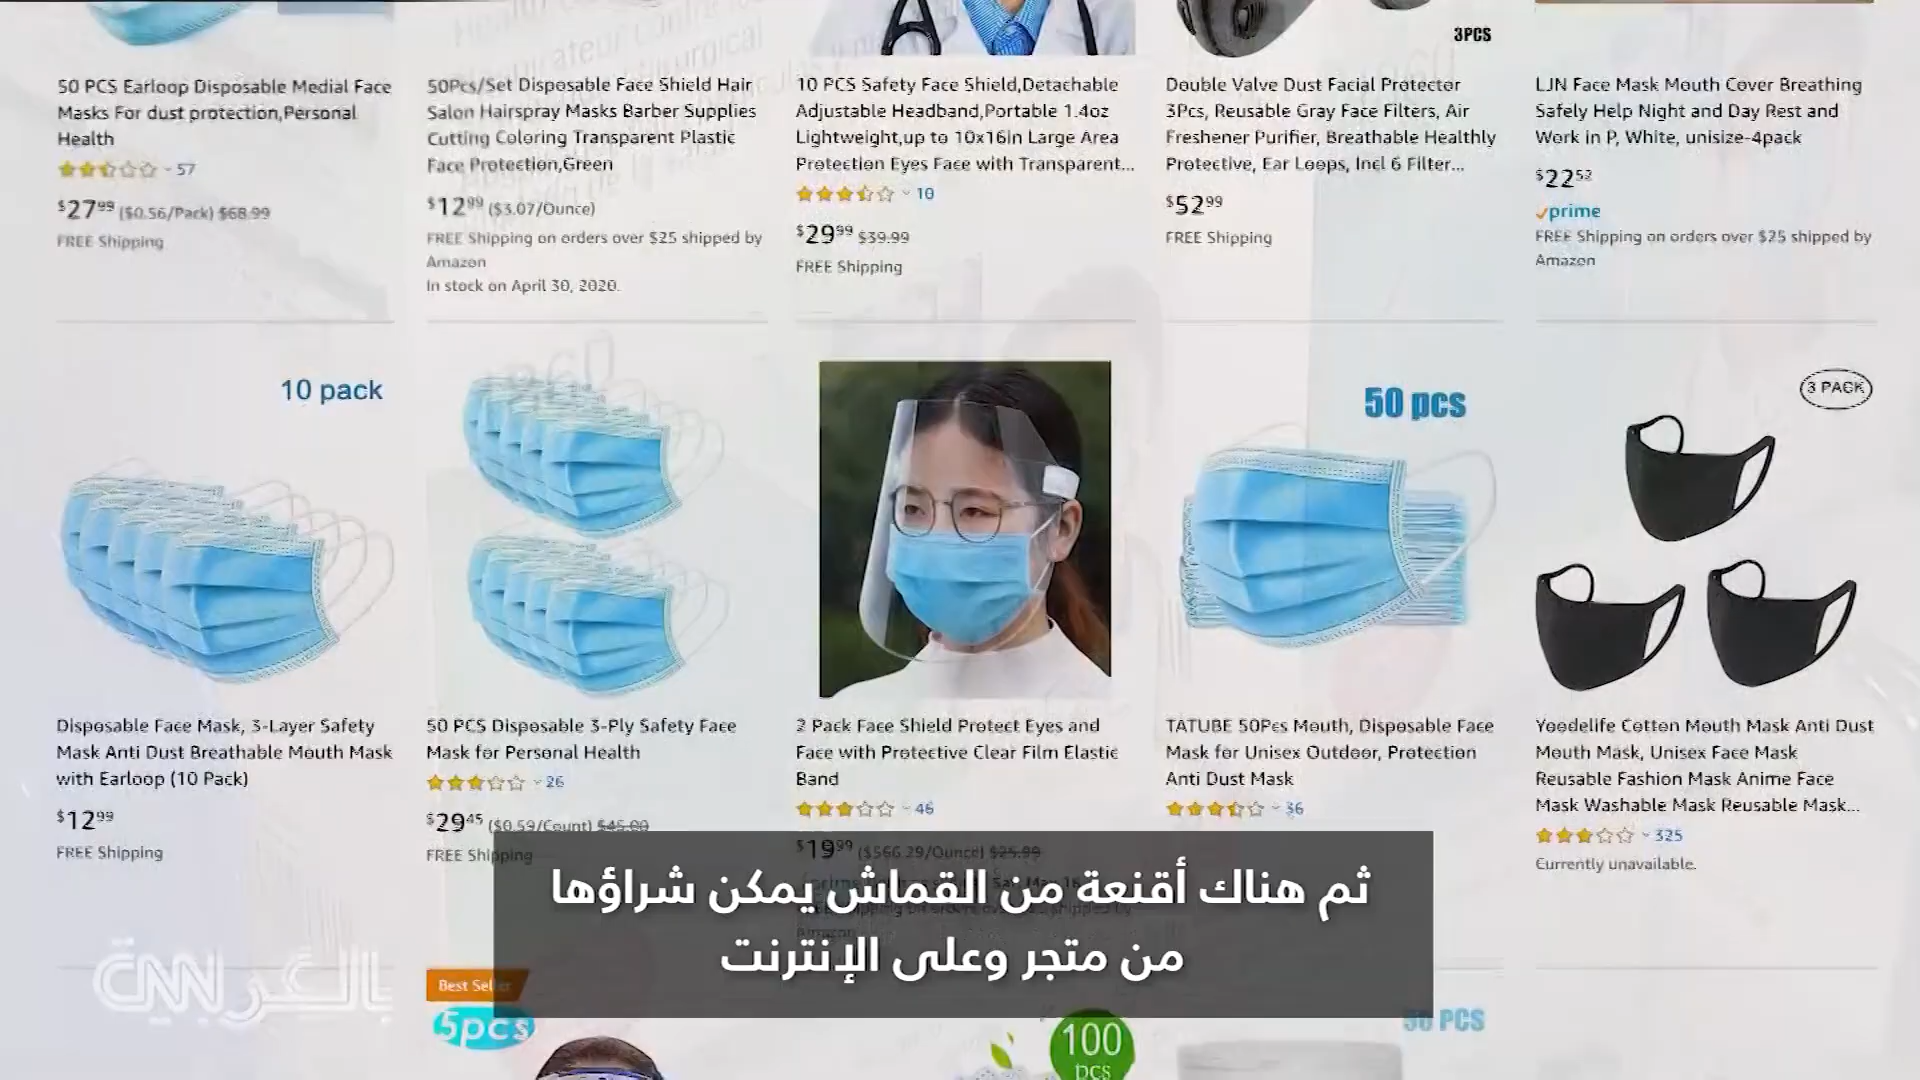 3PCS
50 PCS Earloop Disposable Medial Face
Masks For dust protection,Personal
Health
57
$27.99 ($0.56/Pack) $68.99
FREE Shipping
50Pcs/Set Disposable Face Shield Hair
Salon Hairspray Masks Barber Supplies
Cutting Coloring Transparent Plastic
Face Protection,Green
$12.99 ($3.07/Ounce)
FREE Shipping on orders over $25 shipped by
Amazon
In stock on April 30, 2020.
10 PCS Safety Face Shield,Detachable
Adjustable Headband,Portable 1.4oz
Lightweight,up to 10x16in Large Area
Protection Eyes Face with Transparent...
10
$29.99 $39.99
FREE Shipping
Double Valve Dust Facial Protector
3Pcs, Reusable Gray Face Filters, Air
Freshener Purifier, Breathable Healthly
Protective, Ear Loops, Incl 6 Filter...
$52.99
FREE Shipping
LJN Face Mask Mouth Cover Breathing
Safely Help Night and Day Rest and
Work in P, White, unisize-4pack
$22.52
prime
FREE Shipping on orders over $25 shipped by
Amazon
10 pack
50 pcs
3 PACK
Disposable Face Mask, 3-Layer Safety
Mask Anti Dust Breathable Mouth Mask
with Earloop (10 Pack)
$12.99
FREE Shipping
50 PCS Disposable 3-Ply Safety Face
Mask for Personal Health
26
$29.45 ($0.59/Count) $45.00
FREE Shipping
2 Pack Face Shield Protect Eyes and
Face with Protective Clear Film Elastic
Band
46
$19.99 ($566.29/Ounce) $25.99
TATUBE 50Pcs Mouth, Disposable Face
Mask for Unisex Outdoor, Protection
Anti Dust Mask
36
Yoodelife Cotton Mouth Mask Anti Dust
Mouth Mask, Unisex Face Mask
Reusable Fashion Mask Anime Face
Mask Washable Mask Reusable Mask...
325
Currently unavailable.
ثم هناك أقنعة من القماش يمكن شراؤها
من متجر وعلى الإنترنت
CNN بالعربية
Best Seller
5pcs
100
pcs
50 PCS